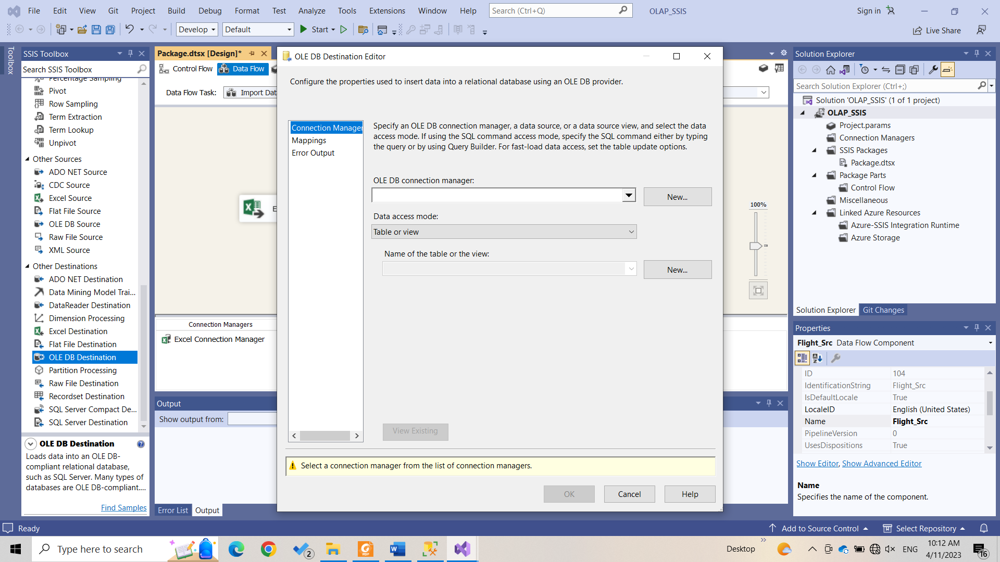 File Edit View Git Project Build Debug Format Test Analyze Tools Extensions Window Help Search (Ctrl+Q) OLAP_SSIS Sign in
Develop Default Start Live Share
Toolbox
SSIS Toolbox
Search SSIS Toolbox
Percentage Sampling
Pivot
Row Sampling
Term Extraction
Term Lookup
Unpivot
Other Sources
ADO NET Source
CDC Source
Excel Source
Flat File Source
OLE DB Source
Raw File Source
XML Source
Other Destinations
ADO NET Destination
Data Mining Model Trai...
DataReader Destination
Dimension Processing
Excel Destination
Flat File Destination
OLE DB Destination
Partition Processing
Raw File Destination
Recordset Destination
SQL Server Compact De...
SQL Server Destination
OLE DB Destination
Loads data into an OLE DB-
compliant relational database,
such as SQL Server. Many types of
databases are OLE DB-compliant....
Find Samples
Package.dtsx [Design]*
Control Flow Data Flow
Data Flow Task: Import Dat
E
100%
Connection Managers
Excel Connection Manager
Output
Show output from:
Error List Output
OLE DB Destination Editor
Configure the properties used to insert data into a relational database using an OLE DB provider.
Connection Manager
Mappings
Error Output
Specify an OLE DB connection manager, a data source, or a data source view, and select the data
access mode. If using the SQL command access mode, specify the SQL command either by typing
the query or by using Query Builder. For fast-load data access, set the table update options.
OLE DB connection manager:
New...
Data access mode:
Table or view
Name of the table or the view:
New...
View Existing
Select a connection manager from the list of connection managers.
OK Cancel Help
Solution Explorer
Search Solution Explorer (Ctrl+;)
Solution 'OLAP_SSIS' (1 of 1 project)
OLAP_SSIS
Project.params
Connection Managers
SSIS Packages
Package.dtsx
Package Parts
Control Flow
Miscellaneous
Linked Azure Resources
Azure-SSIS Integration Runtime
Azure Storage
Solution Explorer Git Changes
Properties
Flight_Src Data Flow Component
ID 104
IdentificationString Flight_Src
IsDefaultLocale True
LocaleID English (United States)
Name Flight_Src
PipelineVersion 0
UsesDispositions True
Show Editor, Show Advanced Editor
Name
Specifies the name of the component.
Ready Add to Source Control Select Repository
Type here to search 2 PDF Desktop ENG 10:12 AM
4/11/2023 16